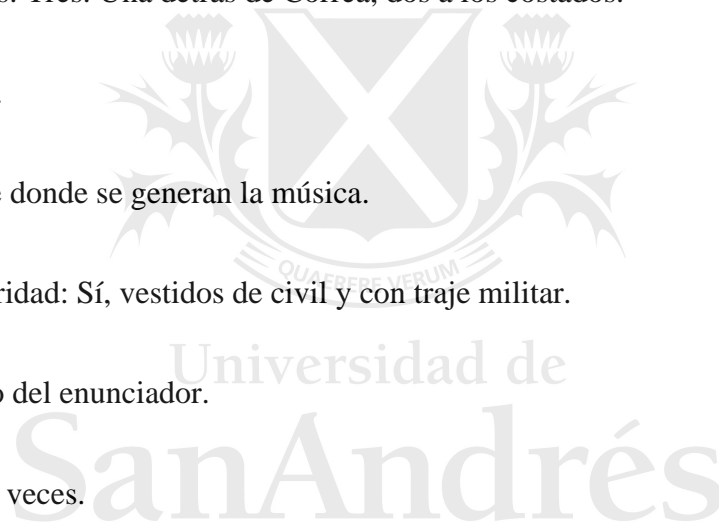 s. Tres. Una detrás de Correa, dos a los costados.
donde se generan la música.
QUAERERE VERUM
ridad: Sí, vestidos de civil y con traje militar.
Universidad de
o del enunciador.
SanAndrés
veces.